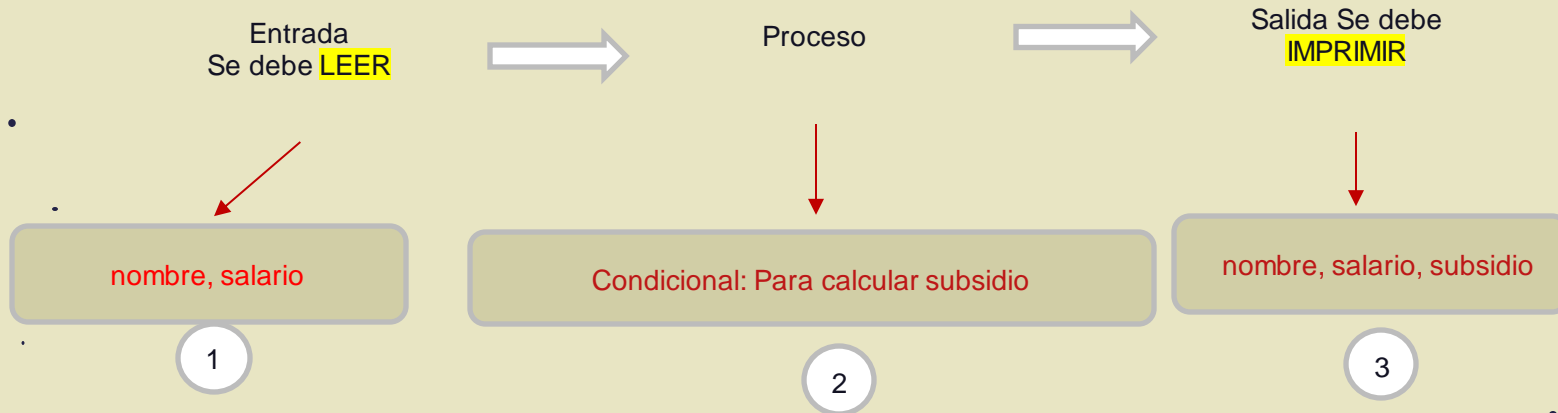 Entrada
Se debe LEER
Proceso
Salida Se debe
IMPRIMIR
nombre, salario
Condicional: Para calcular subsidio
nombre, salario, subsidio
1
2
3